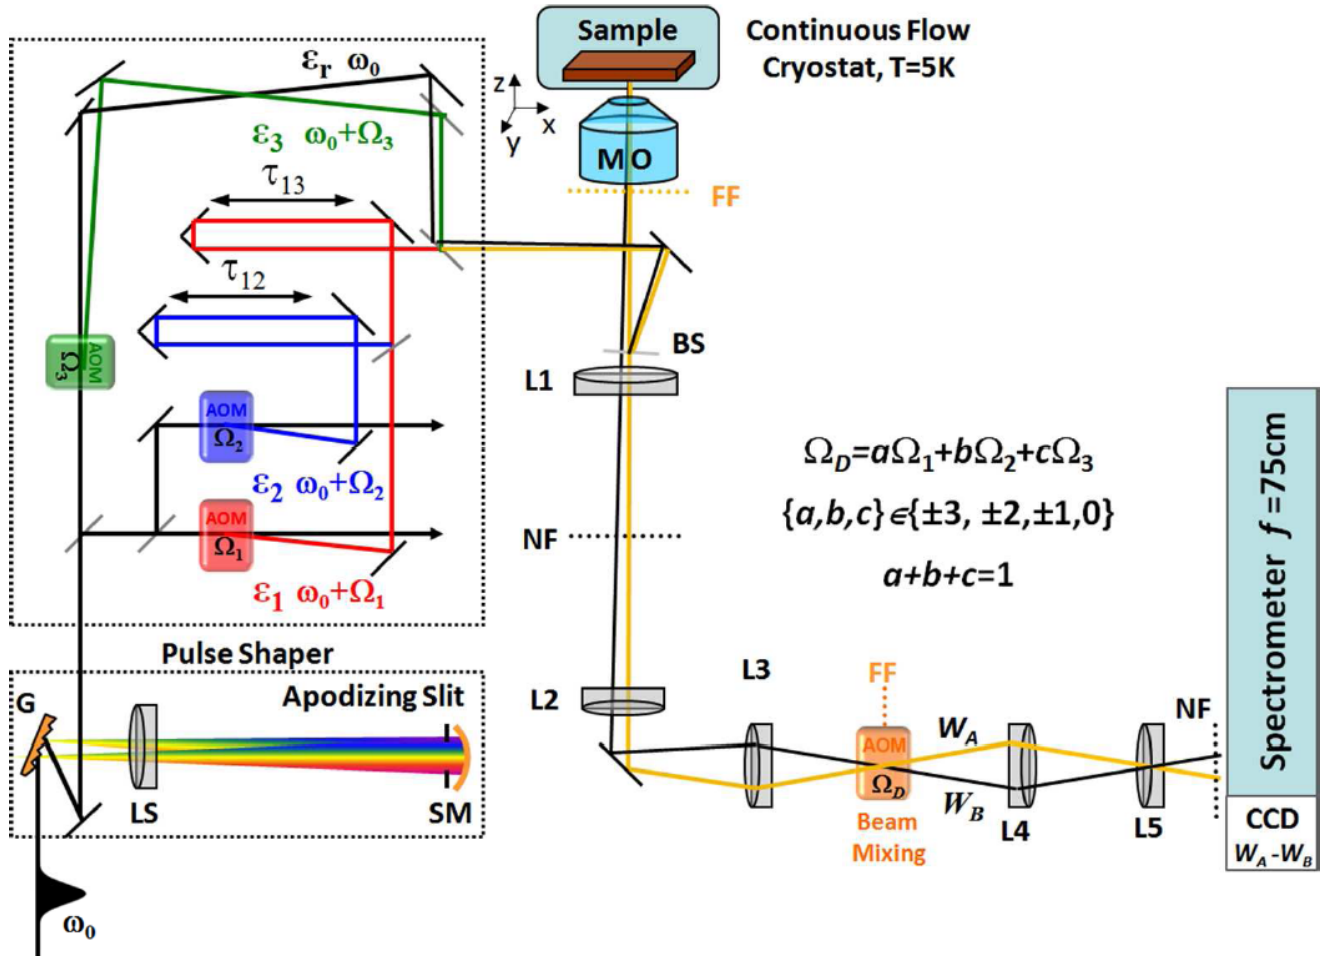 Sample
Continuous Flow
Cryostat, T=5K
εr ω0
ε3 ω0+Ω3
z
x
y
MO
FF
τ13
τ12
BS
L1
AOM
Ω3
AOM
Ω2
ε2 ω0+Ω2
AOM
Ω1
ε1 ω0+Ω1
ΩD=aΩ1+bΩ2+cΩ3
{a,b,c}∈{±3, ±2,±1,0}
a+b+c=1
NF
Spectrometer f =75cm
Pulse Shaper
Apodizing Slit
G
LS
SM
ω0
L2
L3
FF
AOM
ΩD
Beam
Mixing
WA
WB
L4
L5
NF
CCD
WA-WB